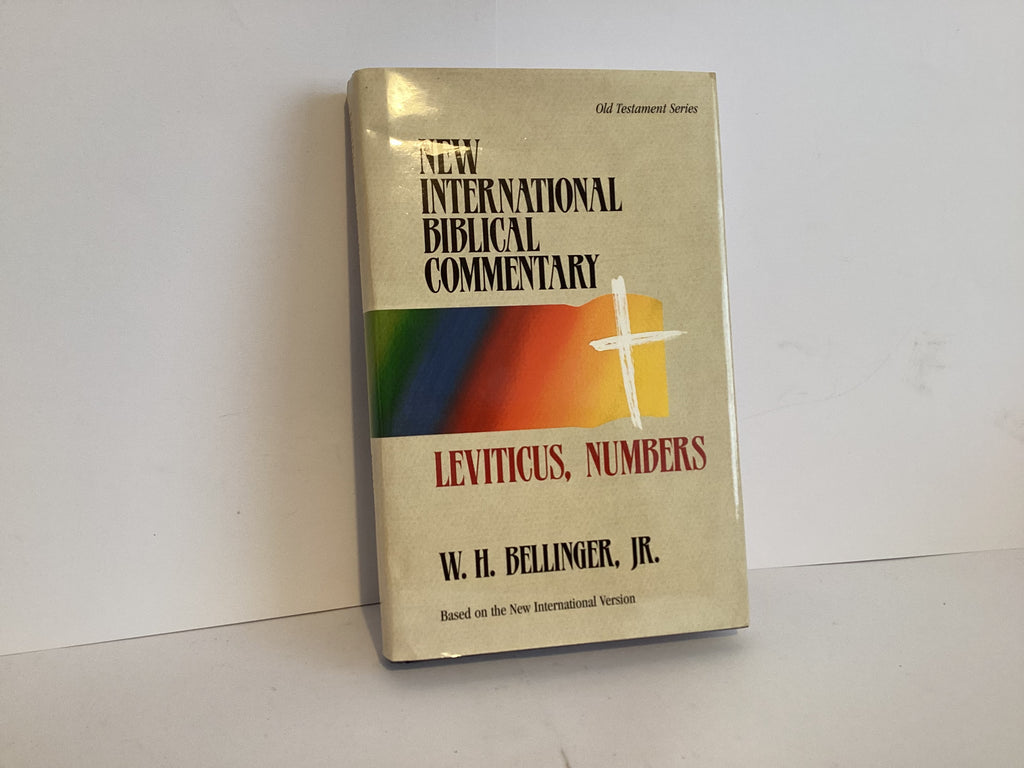 Old Testament Series
NEW
INTERNATIONAL
BIBLICAL
COMMENTARY
LEVITICUS, NUMBERS
W. H. BELLINGER, JR.
Based on the New International Version